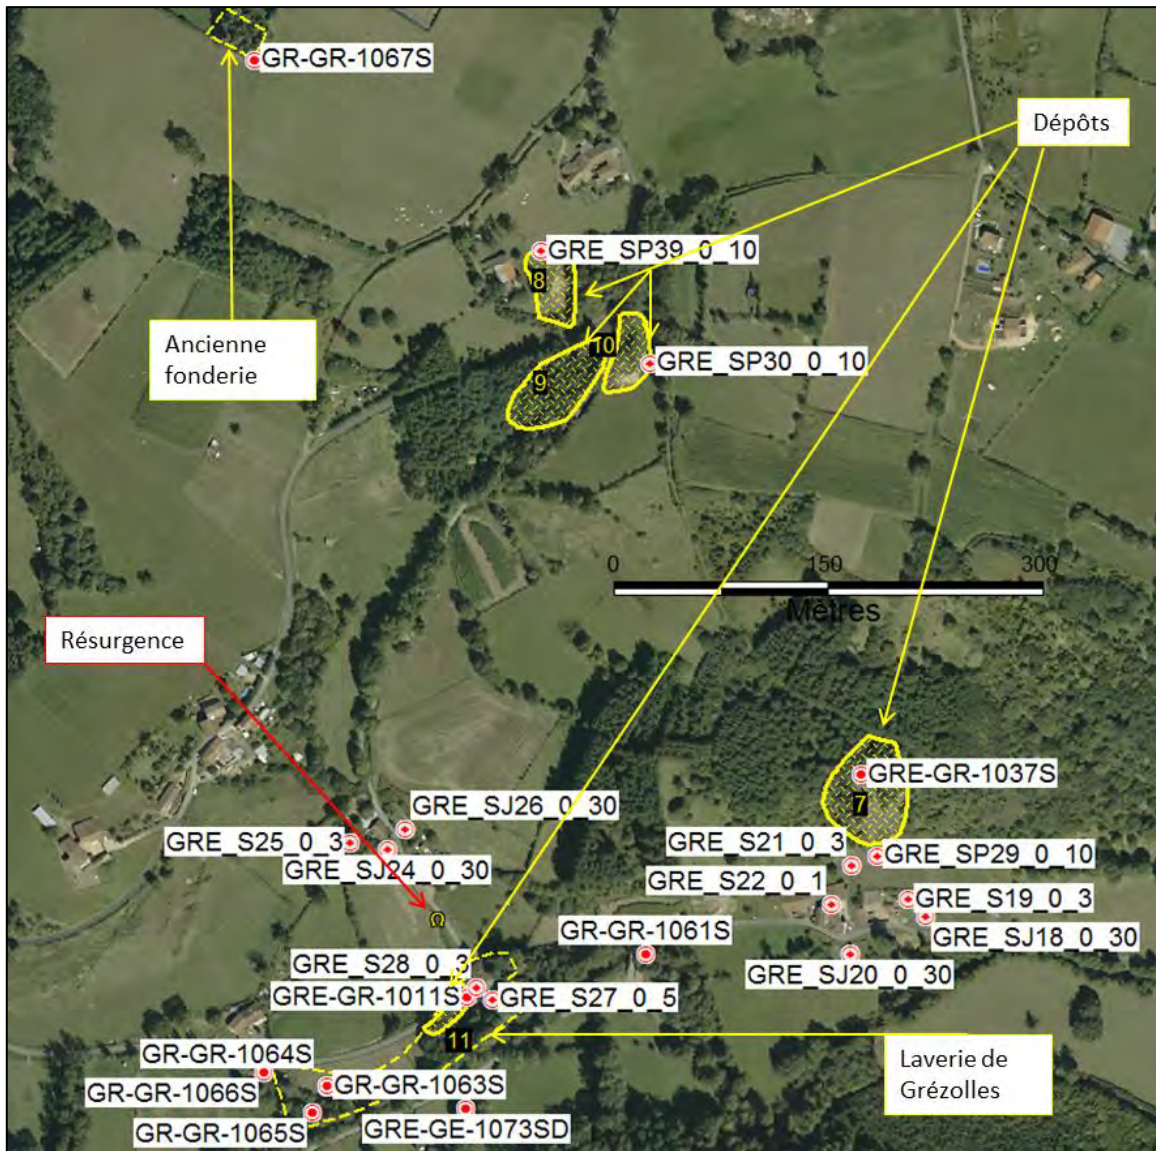 GR-GR-1067S
Dépôts
GRE_SP39_0_10
8
Ancienne
fonderie
10
GRE_SP30_0_10
9
0 150 300
Mètres
Résurgence
GRE-GR-1037S
7
GRE_SJ26_0_30
GRE_S25_0_3
GRE_SJ24_0_30
GRE_S21_0_3
GRE_SP29_0_10
GRE_S22_0_1
GRE_S19_0_3
GRE_SJ18_0_30
Ω
GR-GR-1061S
GRE_SJ20_0_30
GRE_S28_0_3
GRE-GR-1011S
GRE_S27_0_5
11
Laverie de
Grézolles
GR-GR-1064S
GR-GR-1066S
GR-GR-1063S
GR-GR-1065S
GRE-GE-1073SD